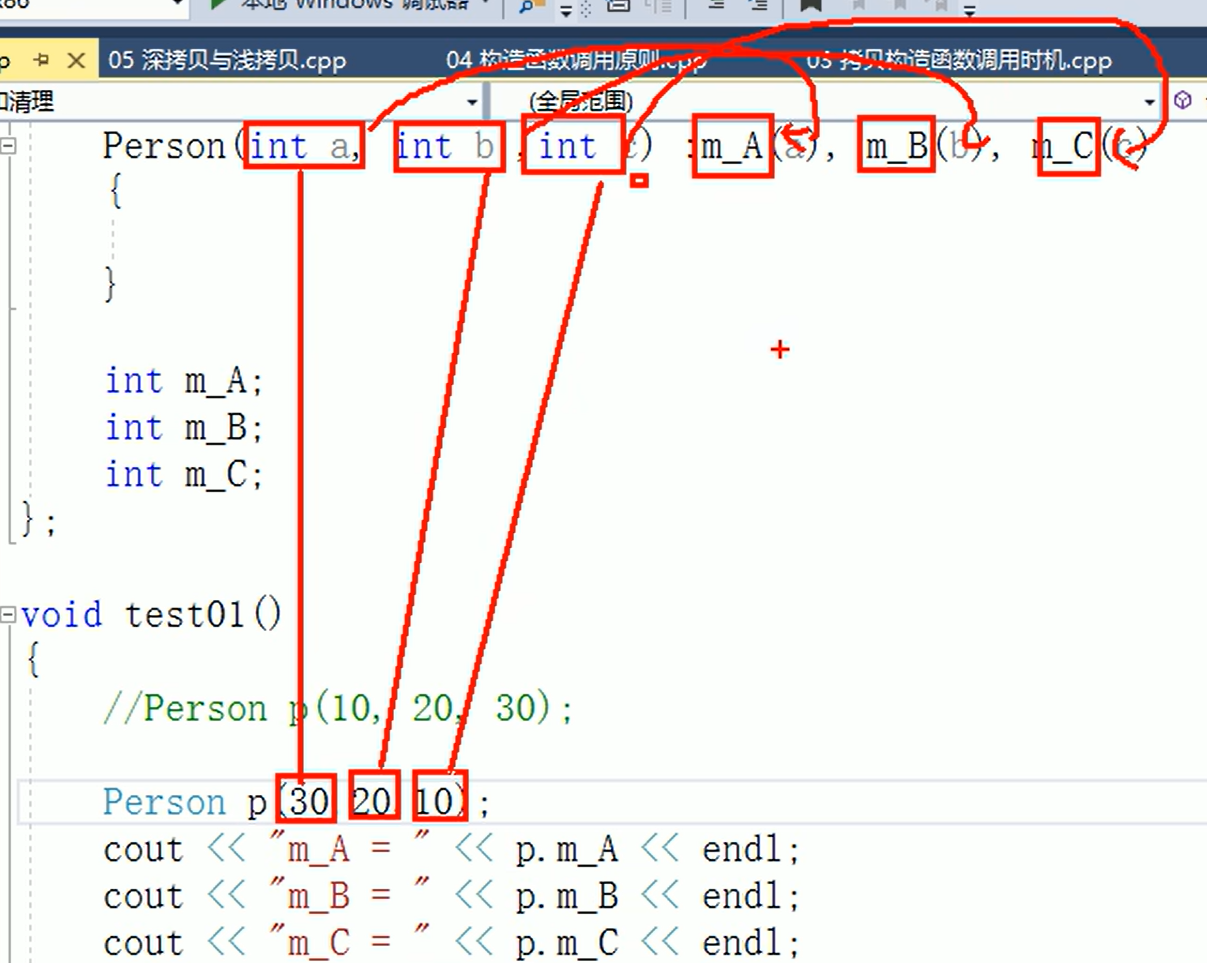 x86 本地 Windows 调试器
p 05 深拷贝与浅拷贝.cpp 04 构造函数调用原则.cpp 03 拷贝构造函数调用时机.cpp
和清理 (全局范围)
Person(int a, int b , int c) :m_A(a), m_B(b), m_C(c)
{
}
int m_A;
int m_B;
int m_C;
};
void test01()
{
//Person p(10, 20, 30);
Person p(30, 20, 10);
cout << "m_A = " << p.m_A << endl;
cout << "m_B = " << p.m_B << endl;
cout << "m_C = " << p.m_C << endl;